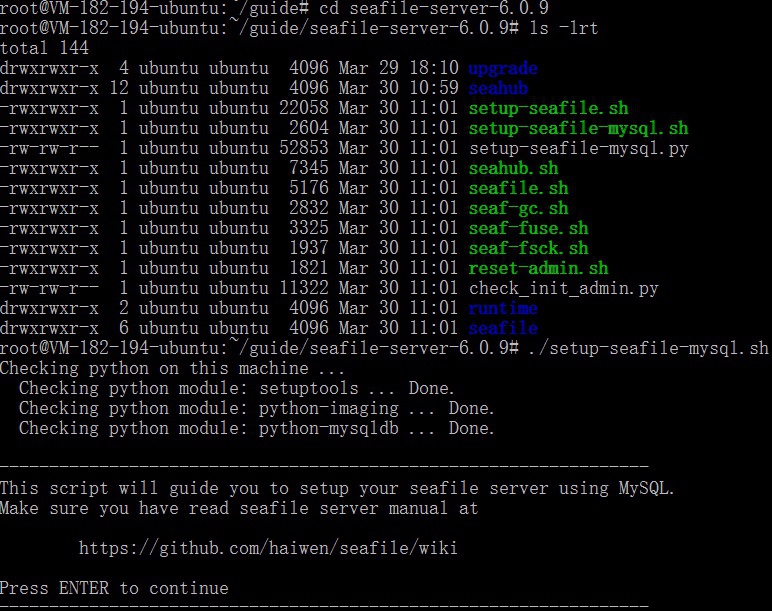 root@VM-182-194-ubuntu:~/guide# cd seafile-server-6.0.9
root@VM-182-194-ubuntu:~/guide/seafile-server-6.0.9# ls -lrt
total 144
drwxrwxr-x  4 ubuntu ubuntu  4096 Mar 29 18:10 upgrade
drwxrwxr-x 12 ubuntu ubuntu  4096 Mar 30 10:59 seahub
-rwxrwxr-x  1 ubuntu ubuntu 22058 Mar 30 11:01 setup-seafile.sh
-rwxrwxr-x  1 ubuntu ubuntu  2604 Mar 30 11:01 setup-seafile-mysql.sh
-rw-rw-r--  1 ubuntu ubuntu 52853 Mar 30 11:01 setup-seafile-mysql.py
-rwxrwxr-x  1 ubuntu ubuntu  7345 Mar 30 11:01 seahub.sh
-rwxrwxr-x  1 ubuntu ubuntu  5176 Mar 30 11:01 seafile.sh
-rwxrwxr-x  1 ubuntu ubuntu  2832 Mar 30 11:01 seaf-gc.sh
-rwxrwxr-x  1 ubuntu ubuntu  3325 Mar 30 11:01 seaf-fuse.sh
-rwxrwxr-x  1 ubuntu ubuntu  1937 Mar 30 11:01 seaf-fsck.sh
-rwxrwxr-x  1 ubuntu ubuntu  1821 Mar 30 11:01 reset-admin.sh
-rw-rw-r--  1 ubuntu ubuntu 11322 Mar 30 11:01 check_init_admin.py
drwxrwxr-x  2 ubuntu ubuntu  4096 Mar 30 11:01 runtime
drwxrwxr-x  6 ubuntu ubuntu  4096 Mar 30 11:01 seafile
root@VM-182-194-ubuntu:~/guide/seafile-server-6.0.9# ./setup-seafile-mysql.sh
Checking python on this machine ...
  Checking python module: setuptools ... Done.
  Checking python module: python-imaging ... Done.
  Checking python module: python-mysqldb ... Done.

-----------------------------------------------------------------
This script will guide you to setup your seafile server using MySQL.
Make sure you have read seafile server manual at

        https://github.com/haiwen/seafile/wiki

Press ENTER to continue
-----------------------------------------------------------------